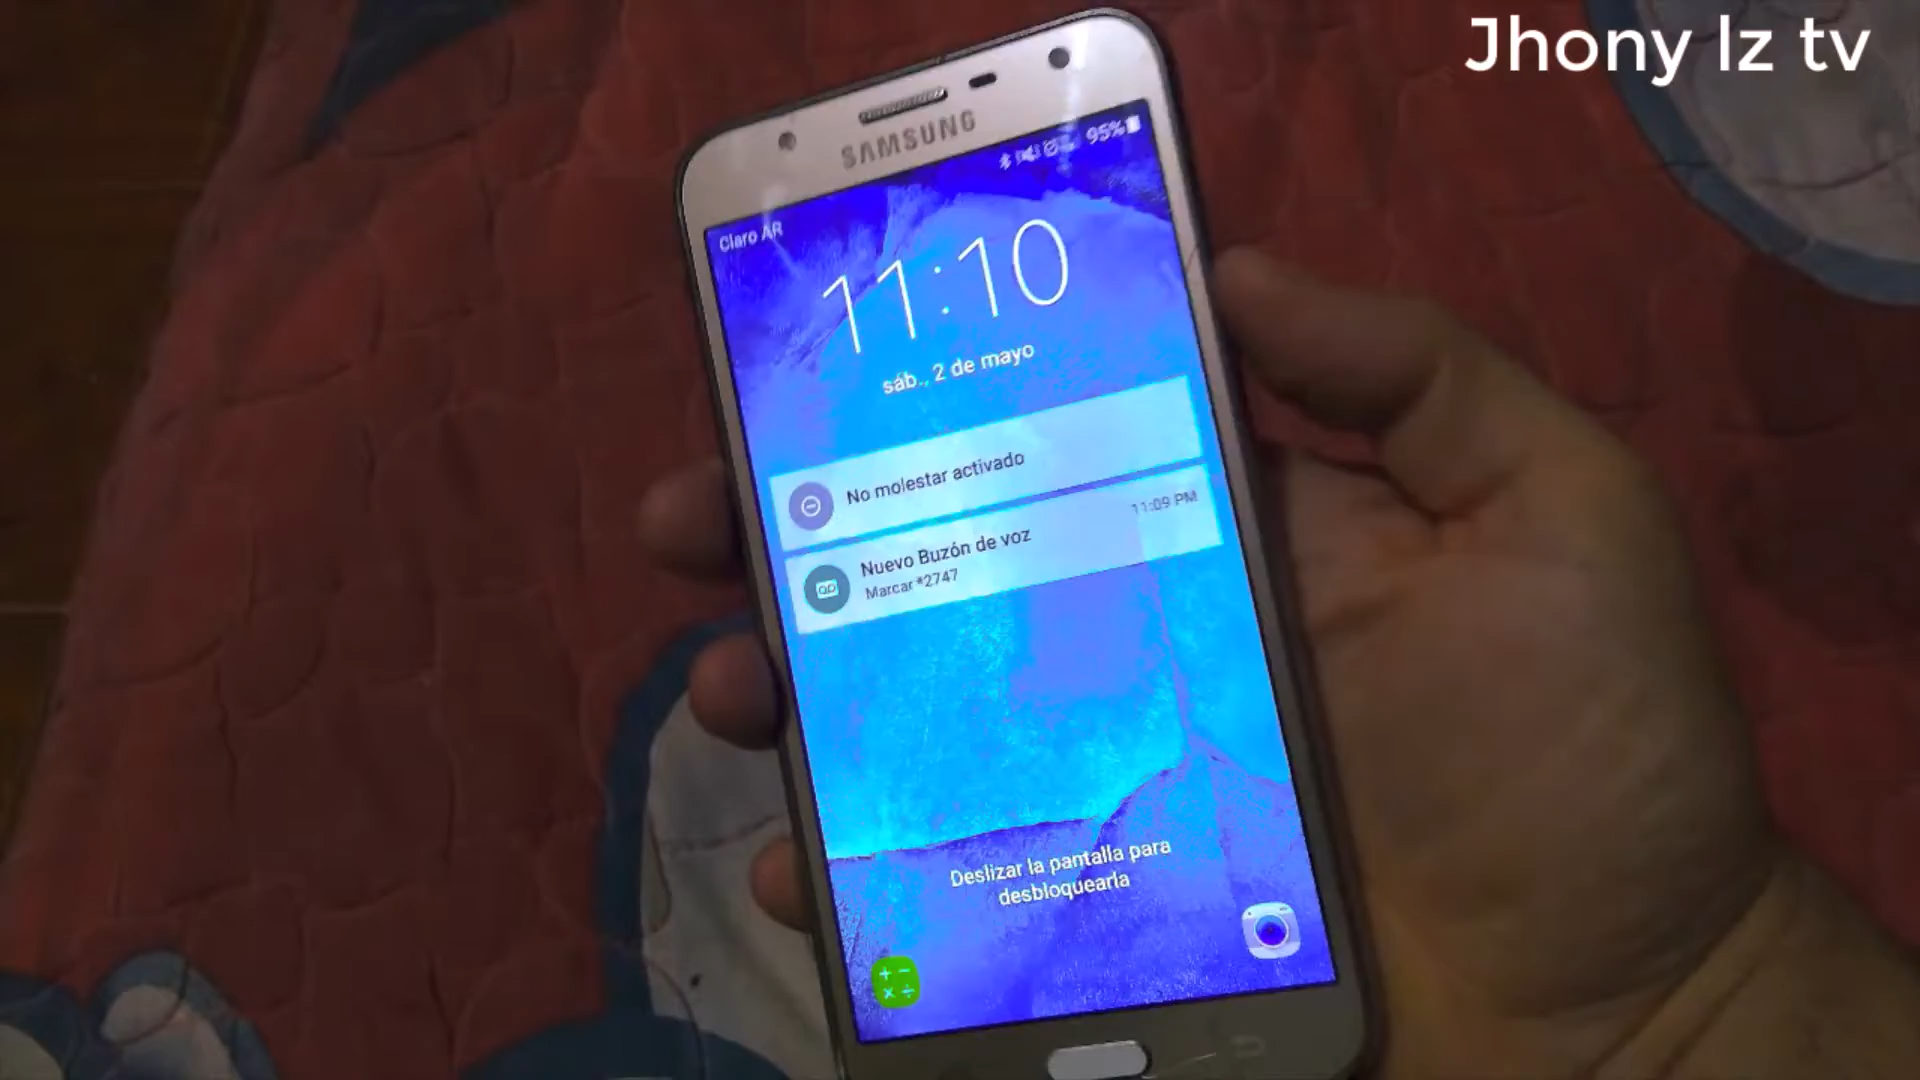 Jhony lz tv
SAMSUNG
95%
Claro AR
11:10
sáb., 2 de mayo
No molestar activado
11:09 PM
Nuevo Buzón de voz
Marcar *2747
Deslizar la pantalla para
desbloquearla